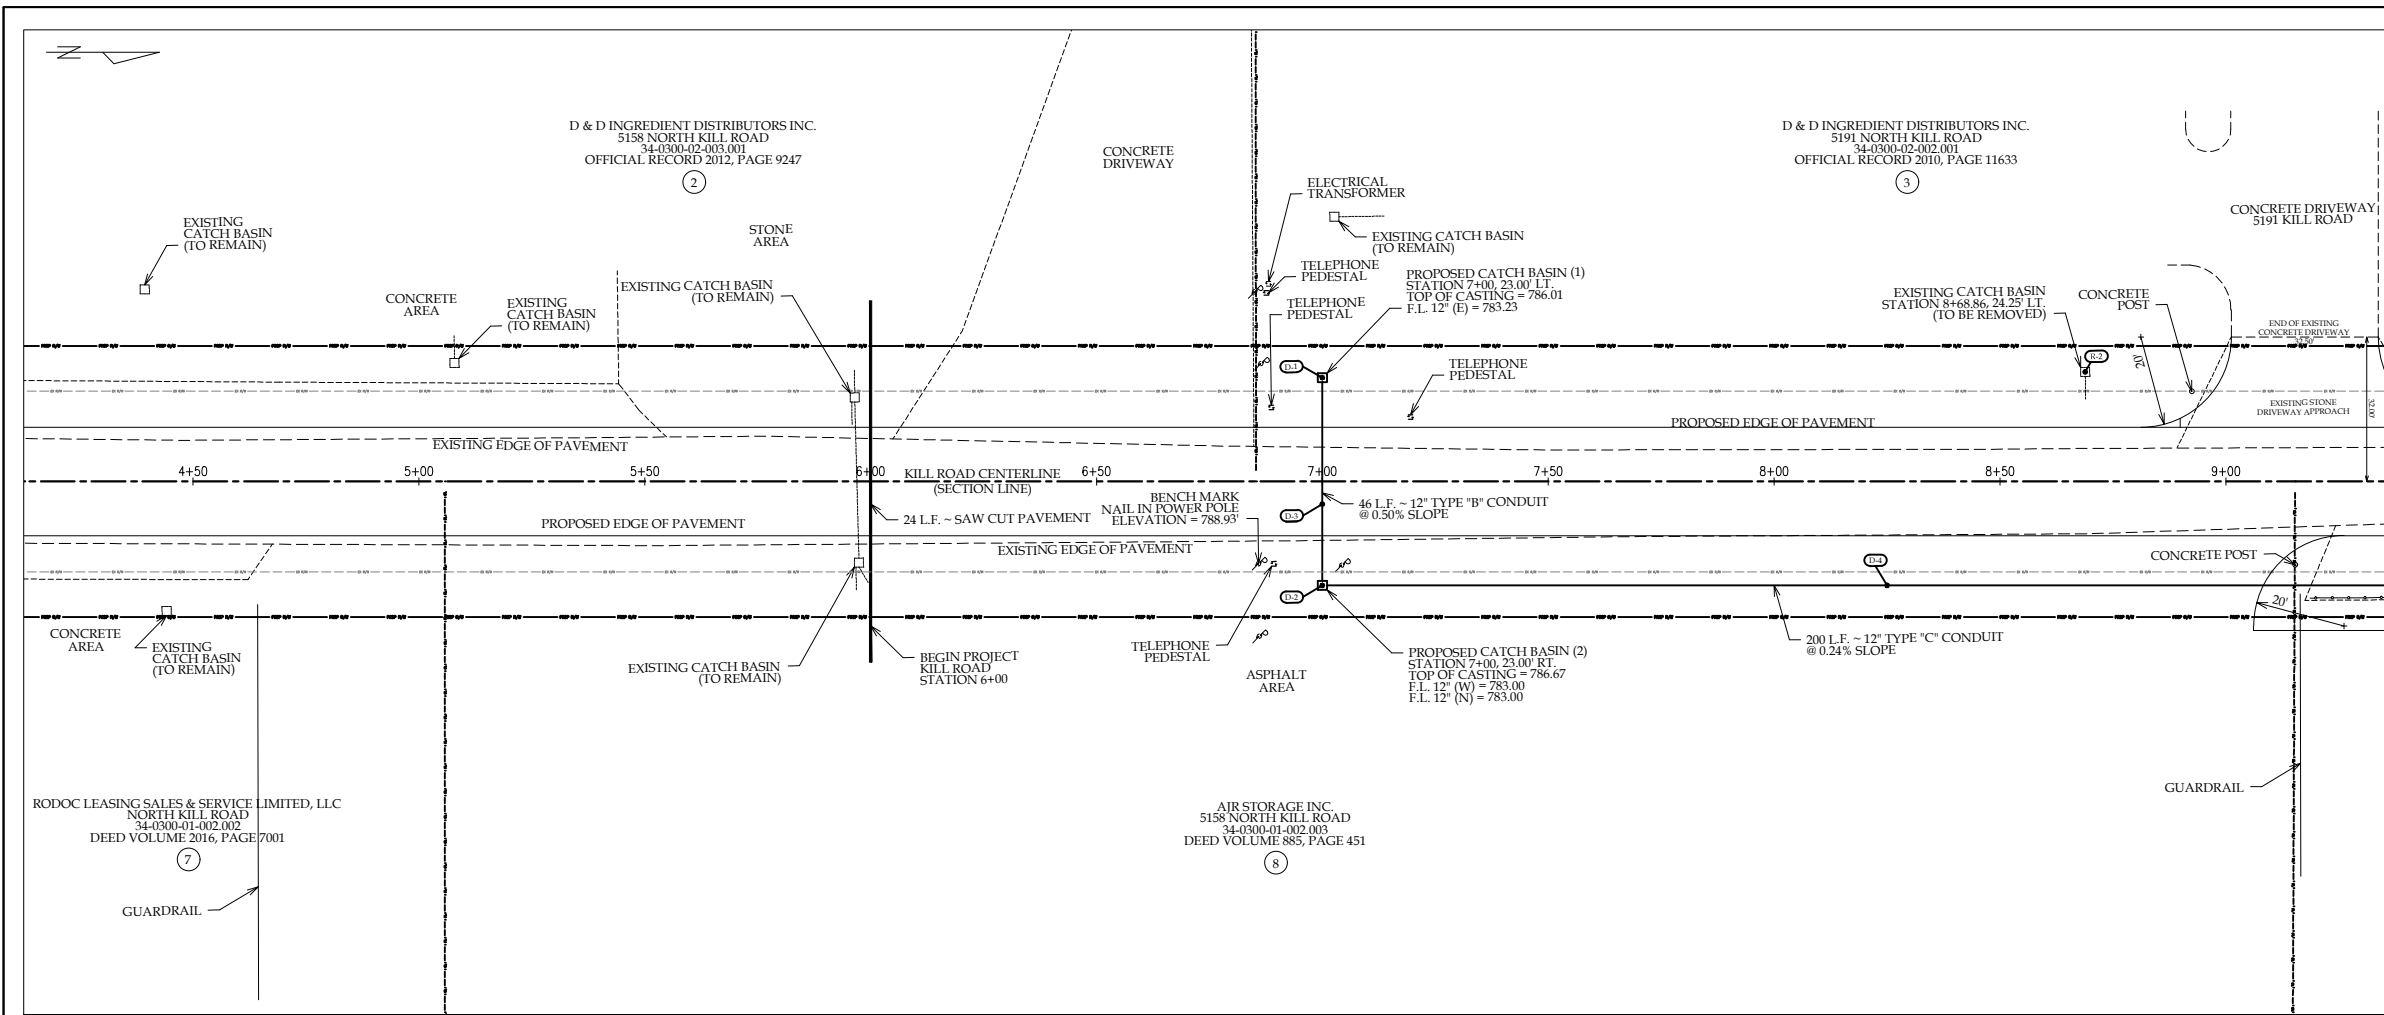 N
D & D INGREDIENT DISTRIBUTORS INC.
5158 NORTH KILL ROAD
34-0300-02-003.001
OFFICIAL RECORD 2012, PAGE 9247
2
CONCRETE
DRIVEWAY
D & D INGREDIENT DISTRIBUTORS INC.
5191 NORTH KILL ROAD
34-0300-02-002.001
OFFICIAL RECORD 2010, PAGE 11633
3
CONCRETE DRIVEWAY
5191 KILL ROAD
EXISTING
CATCH BASIN
(TO REMAIN)
STONE
AREA
ELECTRICAL
TRANSFORMER
EXISTING CATCH BASIN
(TO REMAIN)
CONCRETE
AREA
EXISTING
CATCH BASIN
(TO REMAIN)
EXISTING CATCH BASIN
(TO REMAIN)
TELEPHONE
PEDESTAL
TELEPHONE
PEDESTAL
PROPOSED CATCH BASIN (1)
STATION 7+00, 23.00' LT.
TOP OF CASTING = 786.01
F.L. 12" (E) = 783.23
EXISTING CATCH BASIN
STATION 8+68.86, 24.25' LT.
(TO BE REMOVED)
CONCRETE
POST
END OF EXISTING
CONCRETE DRIVEWAY
32.50'
R-2
20'
D-1
TELEPHONE
PEDESTAL
EXISTING STONE
DRIVEWAY APPROACH
32.00'
PROPOSED EDGE OF PAVEMENT
EXISTING EDGE OF PAVEMENT
4+50
5+00
5+50
6+00
6+50
7+00
7+50
8+00
8+50
9+00
KILL ROAD CENTERLINE
(SECTION LINE)
PROPOSED EDGE OF PAVEMENT
24 L.F. ~ SAW CUT PAVEMENT
BENCH MARK
NAIL IN POWER POLE
ELEVATION = 788.93'
D-3
46 L.F. ~ 12" TYPE "B" CONDUIT
@ 0.50% SLOPE
EXISTING EDGE OF PAVEMENT
D-4
CONCRETE POST
D-2
20'
CONCRETE
AREA
EXISTING
CATCH BASIN
(TO REMAIN)
EXISTING CATCH BASIN
(TO REMAIN)
BEGIN PROJECT
KILL ROAD
STATION 6+00
TELEPHONE
PEDESTAL
ASPHALT
AREA
PROPOSED CATCH BASIN (2)
STATION 7+00, 23.00' RT.
TOP OF CASTING = 786.67
F.L. 12" (W) = 783.00
F.L. 12" (N) = 783.00
200 L.F. ~ 12" TYPE "C" CONDUIT
@ 0.24% SLOPE
GUARDRAIL
RODOC LEASING SALES & SERVICE LIMITED, LLC
NORTH KILL ROAD
34-0300-01-002.002
DEED VOLUME 2016, PAGE 7001
7
AJR STORAGE INC.
5158 NORTH KILL ROAD
34-0300-01-002.003
DEED VOLUME 885, PAGE 451
8
GUARDRAIL